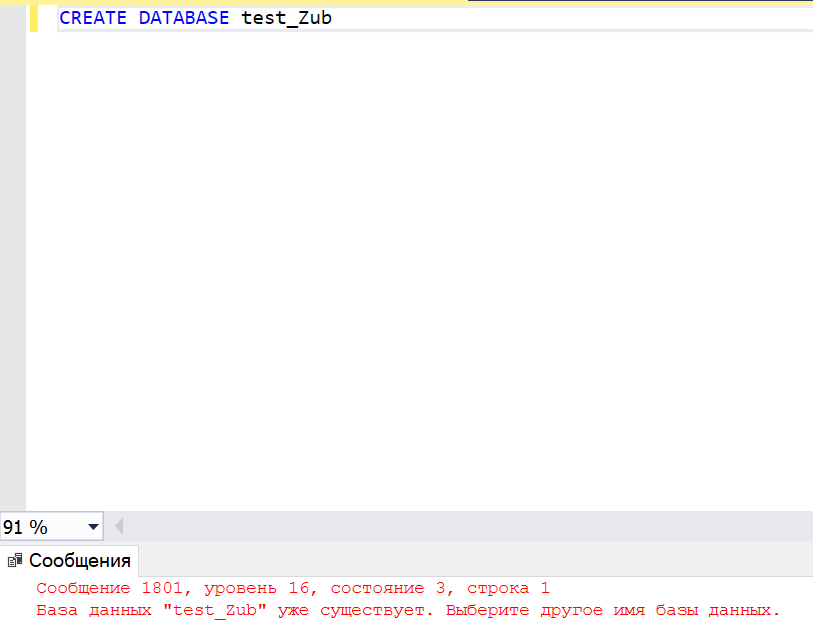 CREATE DATABASE test_Zub
91 %
Сообщения
Сообщение 1801, уровень 16, состояние 3, строка 1
База данных "test_Zub" уже существует. Выберите другое имя базы данных.